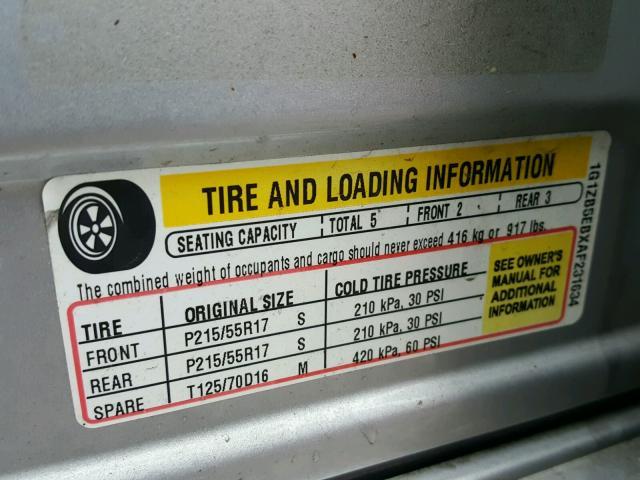 TIRE AND LOADING INFORMATION
SEATING CAPACITY TOTAL 5 FRONT 2 REAR 3
The combined weight of occupants and cargo should never exceed 416 kg or 917 lbs.
TIRE ORIGINAL SIZE COLD TIRE PRESSURE
FRONT P215/55R17 S 210 kPa, 30 PSI
REAR P215/55R17 S 210 kPa, 30 PSI
SPARE T125/70D16 M 420 kPa, 60 PSI
SEE OWNER'S
MANUAL FOR
ADDITIONAL
INFORMATION
1G1ZB5EBXAF231634